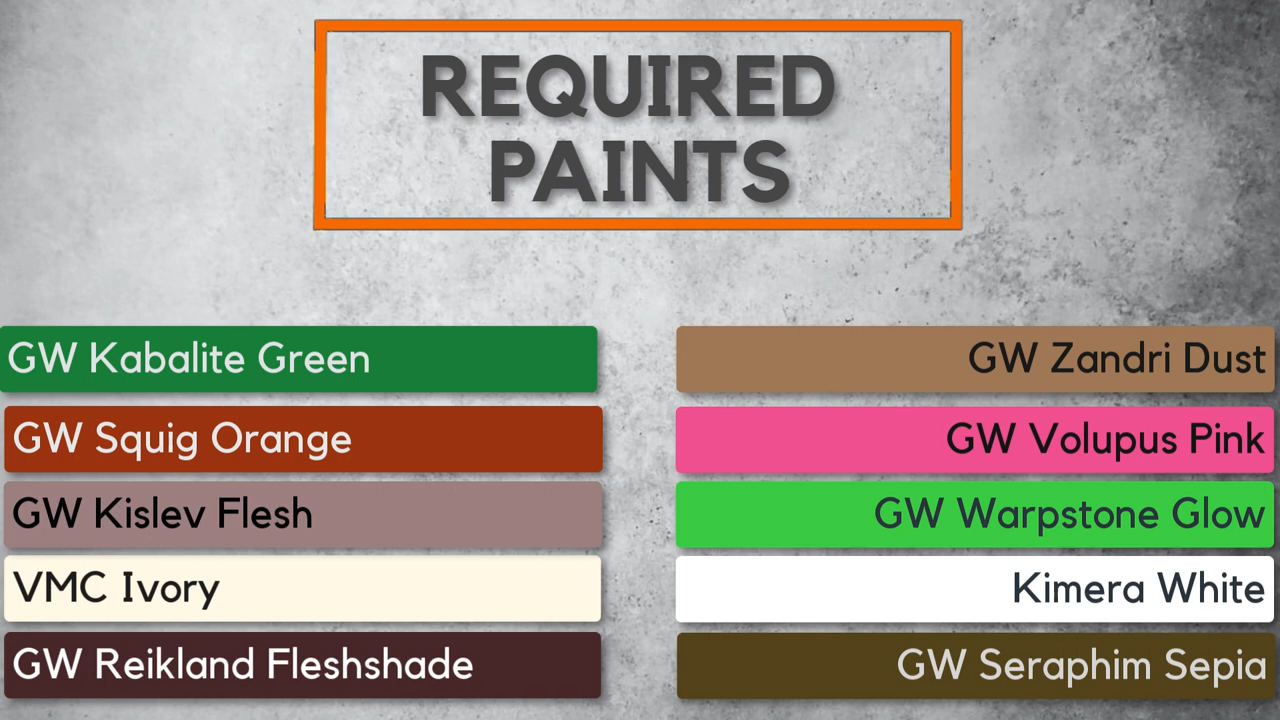 REQUIRED
PAINTS
GW Kabalite Green
GW Squig Orange
GW Kislev Flesh
VMC Ivory
GW Reikland Fleshshade
GW Zandri Dust
GW Volupus Pink
GW Warpstone Glow
Kimera White
GW Seraphim Sepia